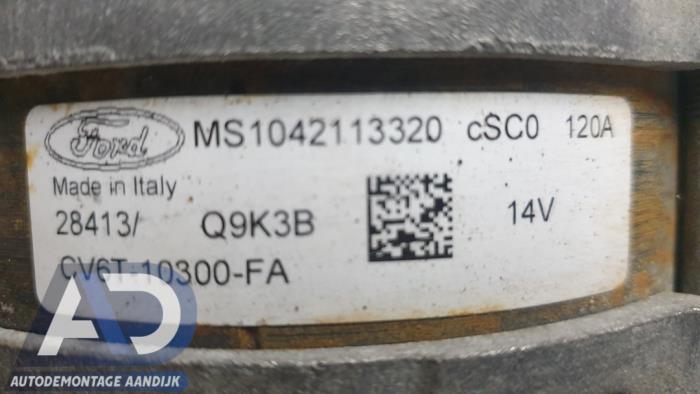 Ford MS1042113320 cSC0 120A
Made in Italy
28413/ Q9K3B 14V
CV6T-10300-FA
AD
AUTODEMONTAGE AANDIJK